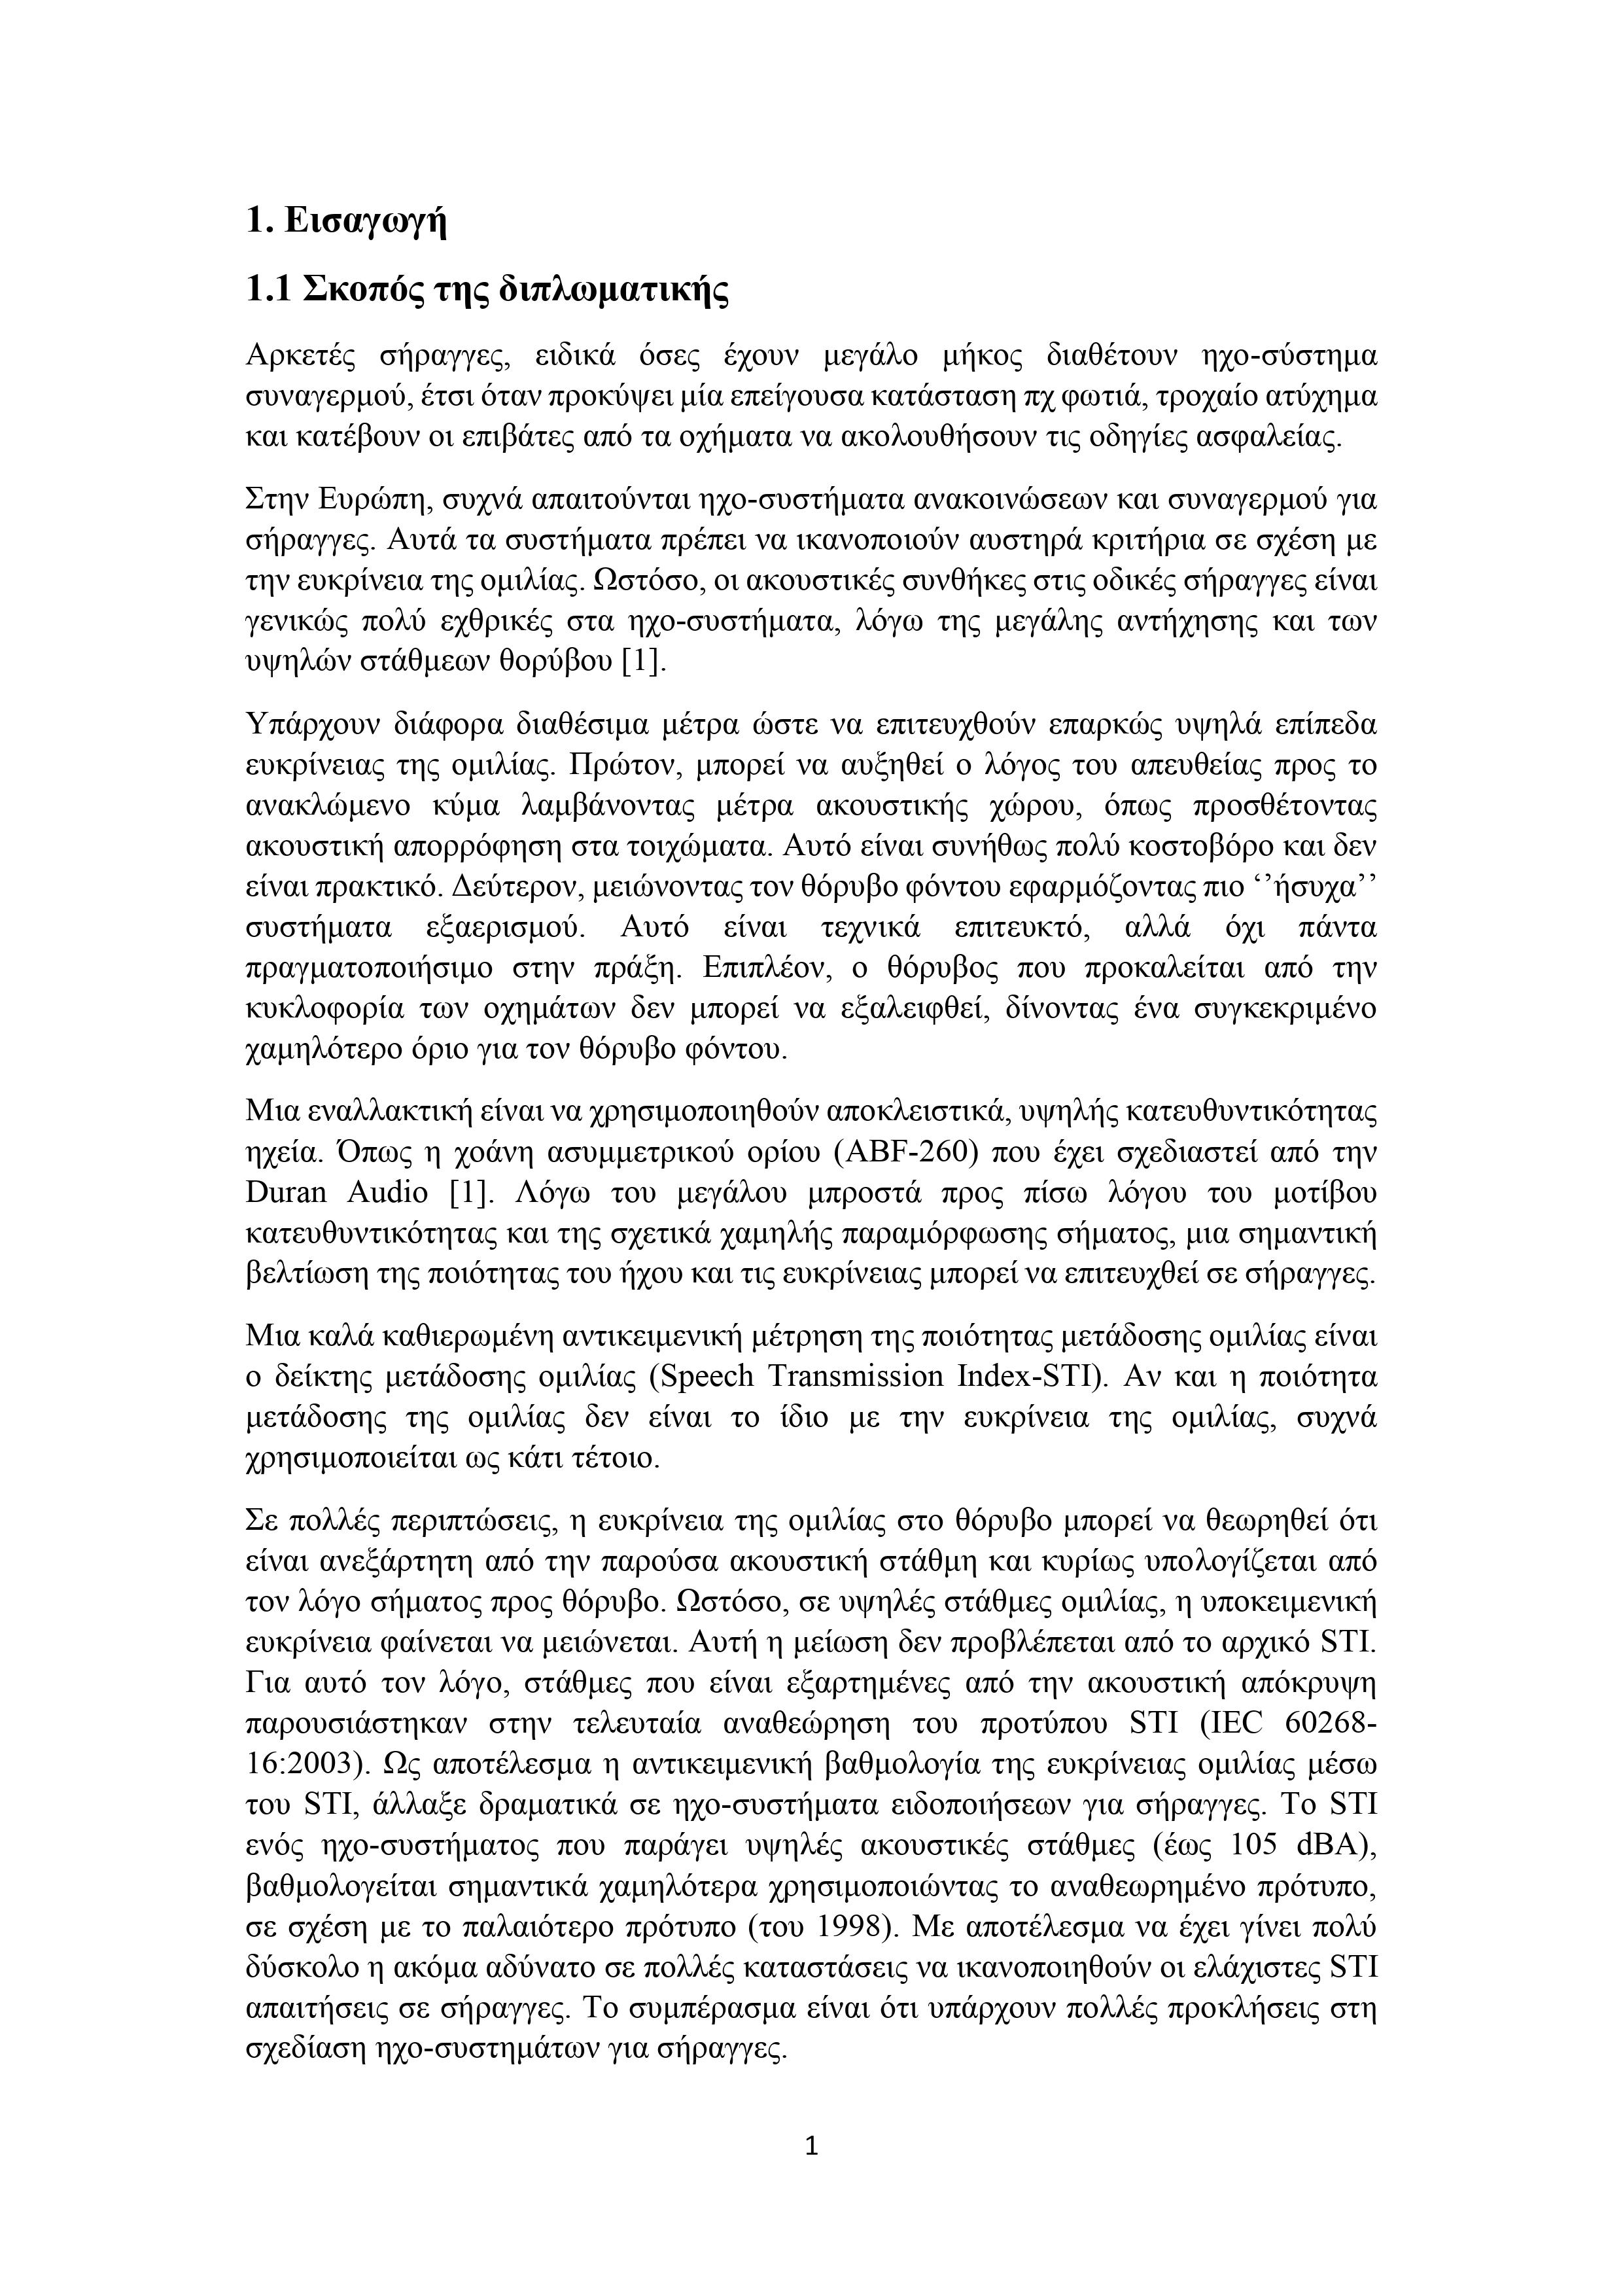 1. Εισαγωγή
1.1 Σκοπός της διπλωματικής
Αρκετές σήραγγες, ειδικά όσες έχουν μεγάλο μήκος διαθέτουν ηχο-σύστημα
συναγερμού, έτσι όταν προκύψει μία επείγουσα κατάσταση πχ φωτιά, τροχαίο ατύχημα
και κατέβουν οι επιβάτες από τα οχήματα να ακολουθήσουν τις οδηγίες ασφαλείας.
Στην Ευρώπη, συχνά απαιτούνται ηχο-συστήματα ανακοινώσεων και συναγερμού για
σήραγγες. Αυτά τα συστήματα πρέπει να ικανοποιούν αυστηρά κριτήρια σε σχέση με
την ευκρίνεια της ομιλίας. Ωστόσο, οι ακουστικές συνθήκες στις οδικές σήραγγες είναι
γενικώς πολύ εχθρικές στα ηχο-συστήματα, λόγω της μεγάλης αντήχησης και των
υψηλών στάθμεων θορύβου [1].
Υπάρχουν διάφορα διαθέσιμα μέτρα ώστε να επιτευχθούν επαρκώς υψηλά επίπεδα
ευκρίνειας της ομιλίας. Πρώτον, μπορεί να αυξηθεί ο λόγος του απευθείας προς το
ανακλώμενο κύμα λαμβάνοντας μέτρα ακουστικής χώρου, όπως προσθέτοντας
ακουστική απορρόφηση στα τοιχώματα. Αυτό είναι συνήθως πολύ κοστοβόρο και δεν
είναι πρακτικό. Δεύτερον, μειώνοντας τον θόρυβο φόντου εφαρμόζοντας πιο ‘’ήσυχα’’
συστήματα εξαερισμού. Αυτό είναι τεχνικά επιτευκτό, αλλά όχι πάντα
πραγματοποιήσιμο στην πράξη. Επιπλέον, ο θόρυβος που προκαλείται από την
κυκλοφορία των οχημάτων δεν μπορεί να εξαλειφθεί, δίνοντας ένα συγκεκριμένο
χαμηλότερο όριο για τον θόρυβο φόντου.
Μια εναλλακτική είναι να χρησιμοποιηθούν αποκλειστικά, υψηλής κατευθυντικότητας
ηχεία. Όπως η χοάνη ασυμμετρικού ορίου (ABF-260) που έχει σχεδιαστεί από την
Duran Audio [1]. Λόγω του μεγάλου μπροστά προς πίσω λόγου του μοτίβου
κατευθυντικότητας και της σχετικά χαμηλής παραμόρφωσης σήματος, μια σημαντική
βελτίωση της ποιότητας του ήχου και τις ευκρίνειας μπορεί να επιτευχθεί σε σήραγγες.
Μια καλά καθιερωμένη αντικειμενική μέτρηση της ποιότητας μετάδοσης ομιλίας είναι
ο δείκτης μετάδοσης ομιλίας (Speech Transmission Index-STI). Αν και η ποιότητα
μετάδοσης της ομιλίας δεν είναι το ίδιο με την ευκρίνεια της ομιλίας, συχνά
χρησιμοποιείται ως κάτι τέτοιο.
Σε πολλές περιπτώσεις, η ευκρίνεια της ομιλίας στο θόρυβο μπορεί να θεωρηθεί ότι
είναι ανεξάρτητη από την παρούσα ακουστική στάθμη και κυρίως υπολογίζεται από
τον λόγο σήματος προς θόρυβο. Ωστόσο, σε υψηλές στάθμες ομιλίας, η υποκειμενική
ευκρίνεια φαίνεται να μειώνεται. Αυτή η μείωση δεν προβλέπεται από το αρχικό STI.
Για αυτό τον λόγο, στάθμες που είναι εξαρτημένες από την ακουστική απόκρυψη
παρουσιάστηκαν στην τελευταία αναθεώρηση του προτύπου STI (IEC 60268-
16:2003). Ως αποτέλεσμα η αντικειμενική βαθμολογία της ευκρίνειας ομιλίας μέσω
του STI, άλλαξε δραματικά σε ηχο-συστήματα ειδοποιήσεων για σήραγγες. Το STI
ενός ηχο-συστήματος που παράγει υψηλές ακουστικές στάθμες (έως 105 dBA),
βαθμολογείται σημαντικά χαμηλότερα χρησιμοποιώντας το αναθεωρημένο πρότυπο,
σε σχέση με το παλαιότερο πρότυπο (του 1998). Με αποτέλεσμα να έχει γίνει πολύ
δύσκολο η ακόμα αδύνατο σε πολλές καταστάσεις να ικανοποιηθούν οι ελάχιστες STI
απαιτήσεις σε σήραγγες. Το συμπέρασμα είναι ότι υπάρχουν πολλές προκλήσεις στη
σχεδίαση ηχο-συστημάτων για σήραγγες.
1